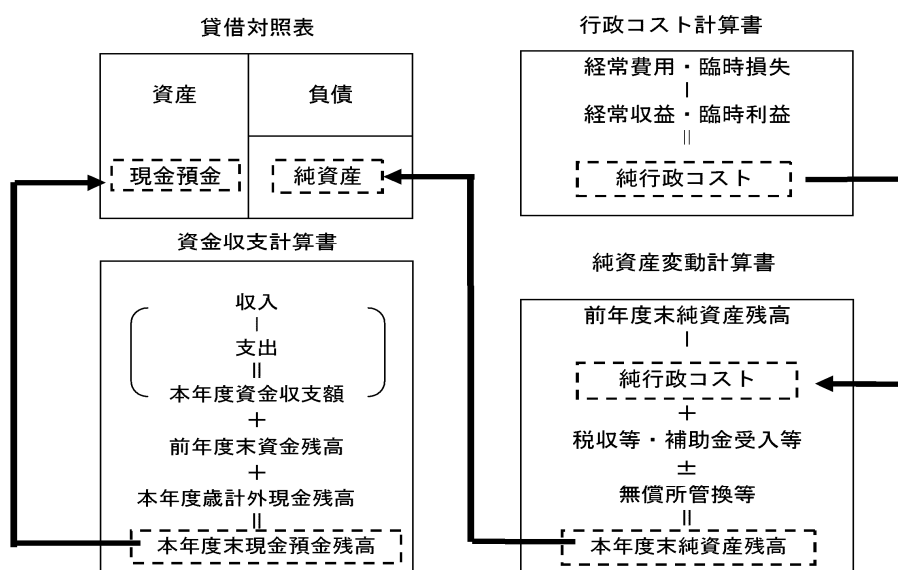 貸借対照表
資産
負債
現金預金
純資産
行政コスト計算書
経常費用・臨時損失
－
経常収益・臨時利益
＝
純行政コスト
資金収支計算書
収入
－
支出
＝
本年度資金収支額
＋
前年度末資金残高
＋
本年度歳計外現金残高
＝
本年度末現金預金残高
純資産変動計算書
前年度末純資産残高
－
純行政コスト
＋
税収等・補助金受入等
±
無償所管換等
＝
本年度末純資産残高